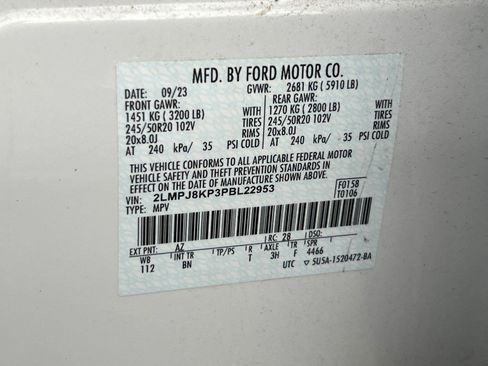 MFD. BY FORD MOTOR CO.
DATE: 09/23 GVWR: 2681 KG (5910 LB)
FRONT GAWR: REAR GAWR:
1451 KG (3200 LB) WITH 1270 KG (2800 LB) WITH
245/50R20 102V TIRES 245/50R20 102V TIRES
20x8.0J RIMS 20x8.0J RIMS
AT 240 kPa/ 35 PSI COLD AT 240 kPa/ 35 PSI COLD
THIS VEHICLE CONFORMS TO ALL APPLICABLE FEDERAL MOTOR
VEHICLE SAFETY AND THEFT PREVENTION STANDARDS IN
EFFECT ON THE DATE OF MANUFACTURE SHOWN ABOVE.
VIN: 2LMPJ8KP3PBL22953 F0158
TYPE: MPV T0106
EXT PNT: AZ RC: 28 DSO:
WB INT TR TP/PS R AXLE TR SPR
112 BN T 3H F 4466
UTC ▽ 5U5A-1520472-BA